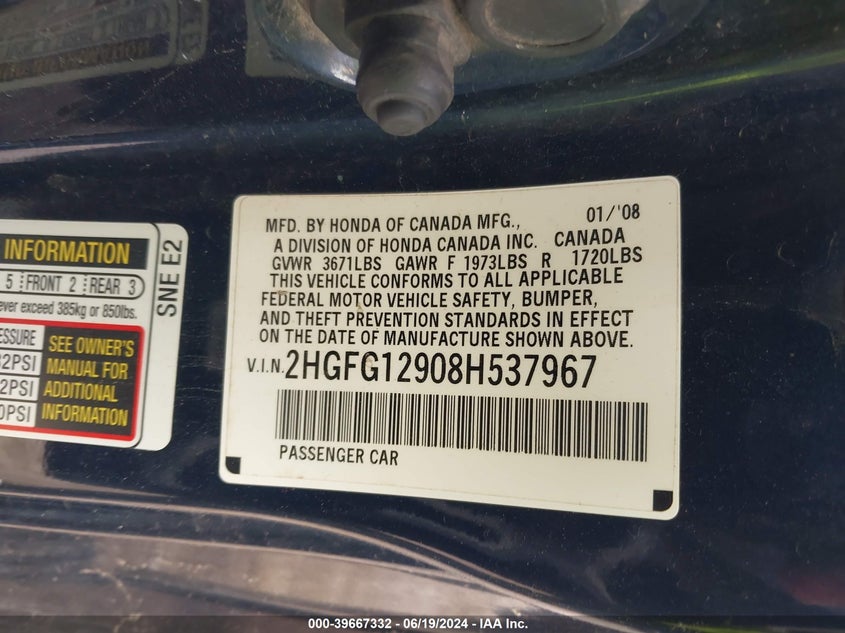 MFD. BY HONDA OF CANADA MFG., 01/'08
A DIVISION OF HONDA CANADA INC. CANADA
GVWR 3671LBS GAWR F 1973LBS R 1720LBS
THIS VEHICLE CONFORMS TO ALL APPLICABLE
FEDERAL MOTOR VEHICLE SAFETY, BUMPER,
AND THEFT PREVENTION STANDARDS IN EFFECT
ON THE DATE OF MANUFACTURE SHOWN ABOVE.
V.I.N. 2HGFG12908H537967
PASSENGER CAR
INFORMATION
5 FRONT 2 REAR 3
exceed 385kg or 850lbs.
SEE OWNER'S
MANUAL FOR
ADDITIONAL
INFORMATION
SNE E2
000-39667332 - 06/19/2024 - IAA Inc.